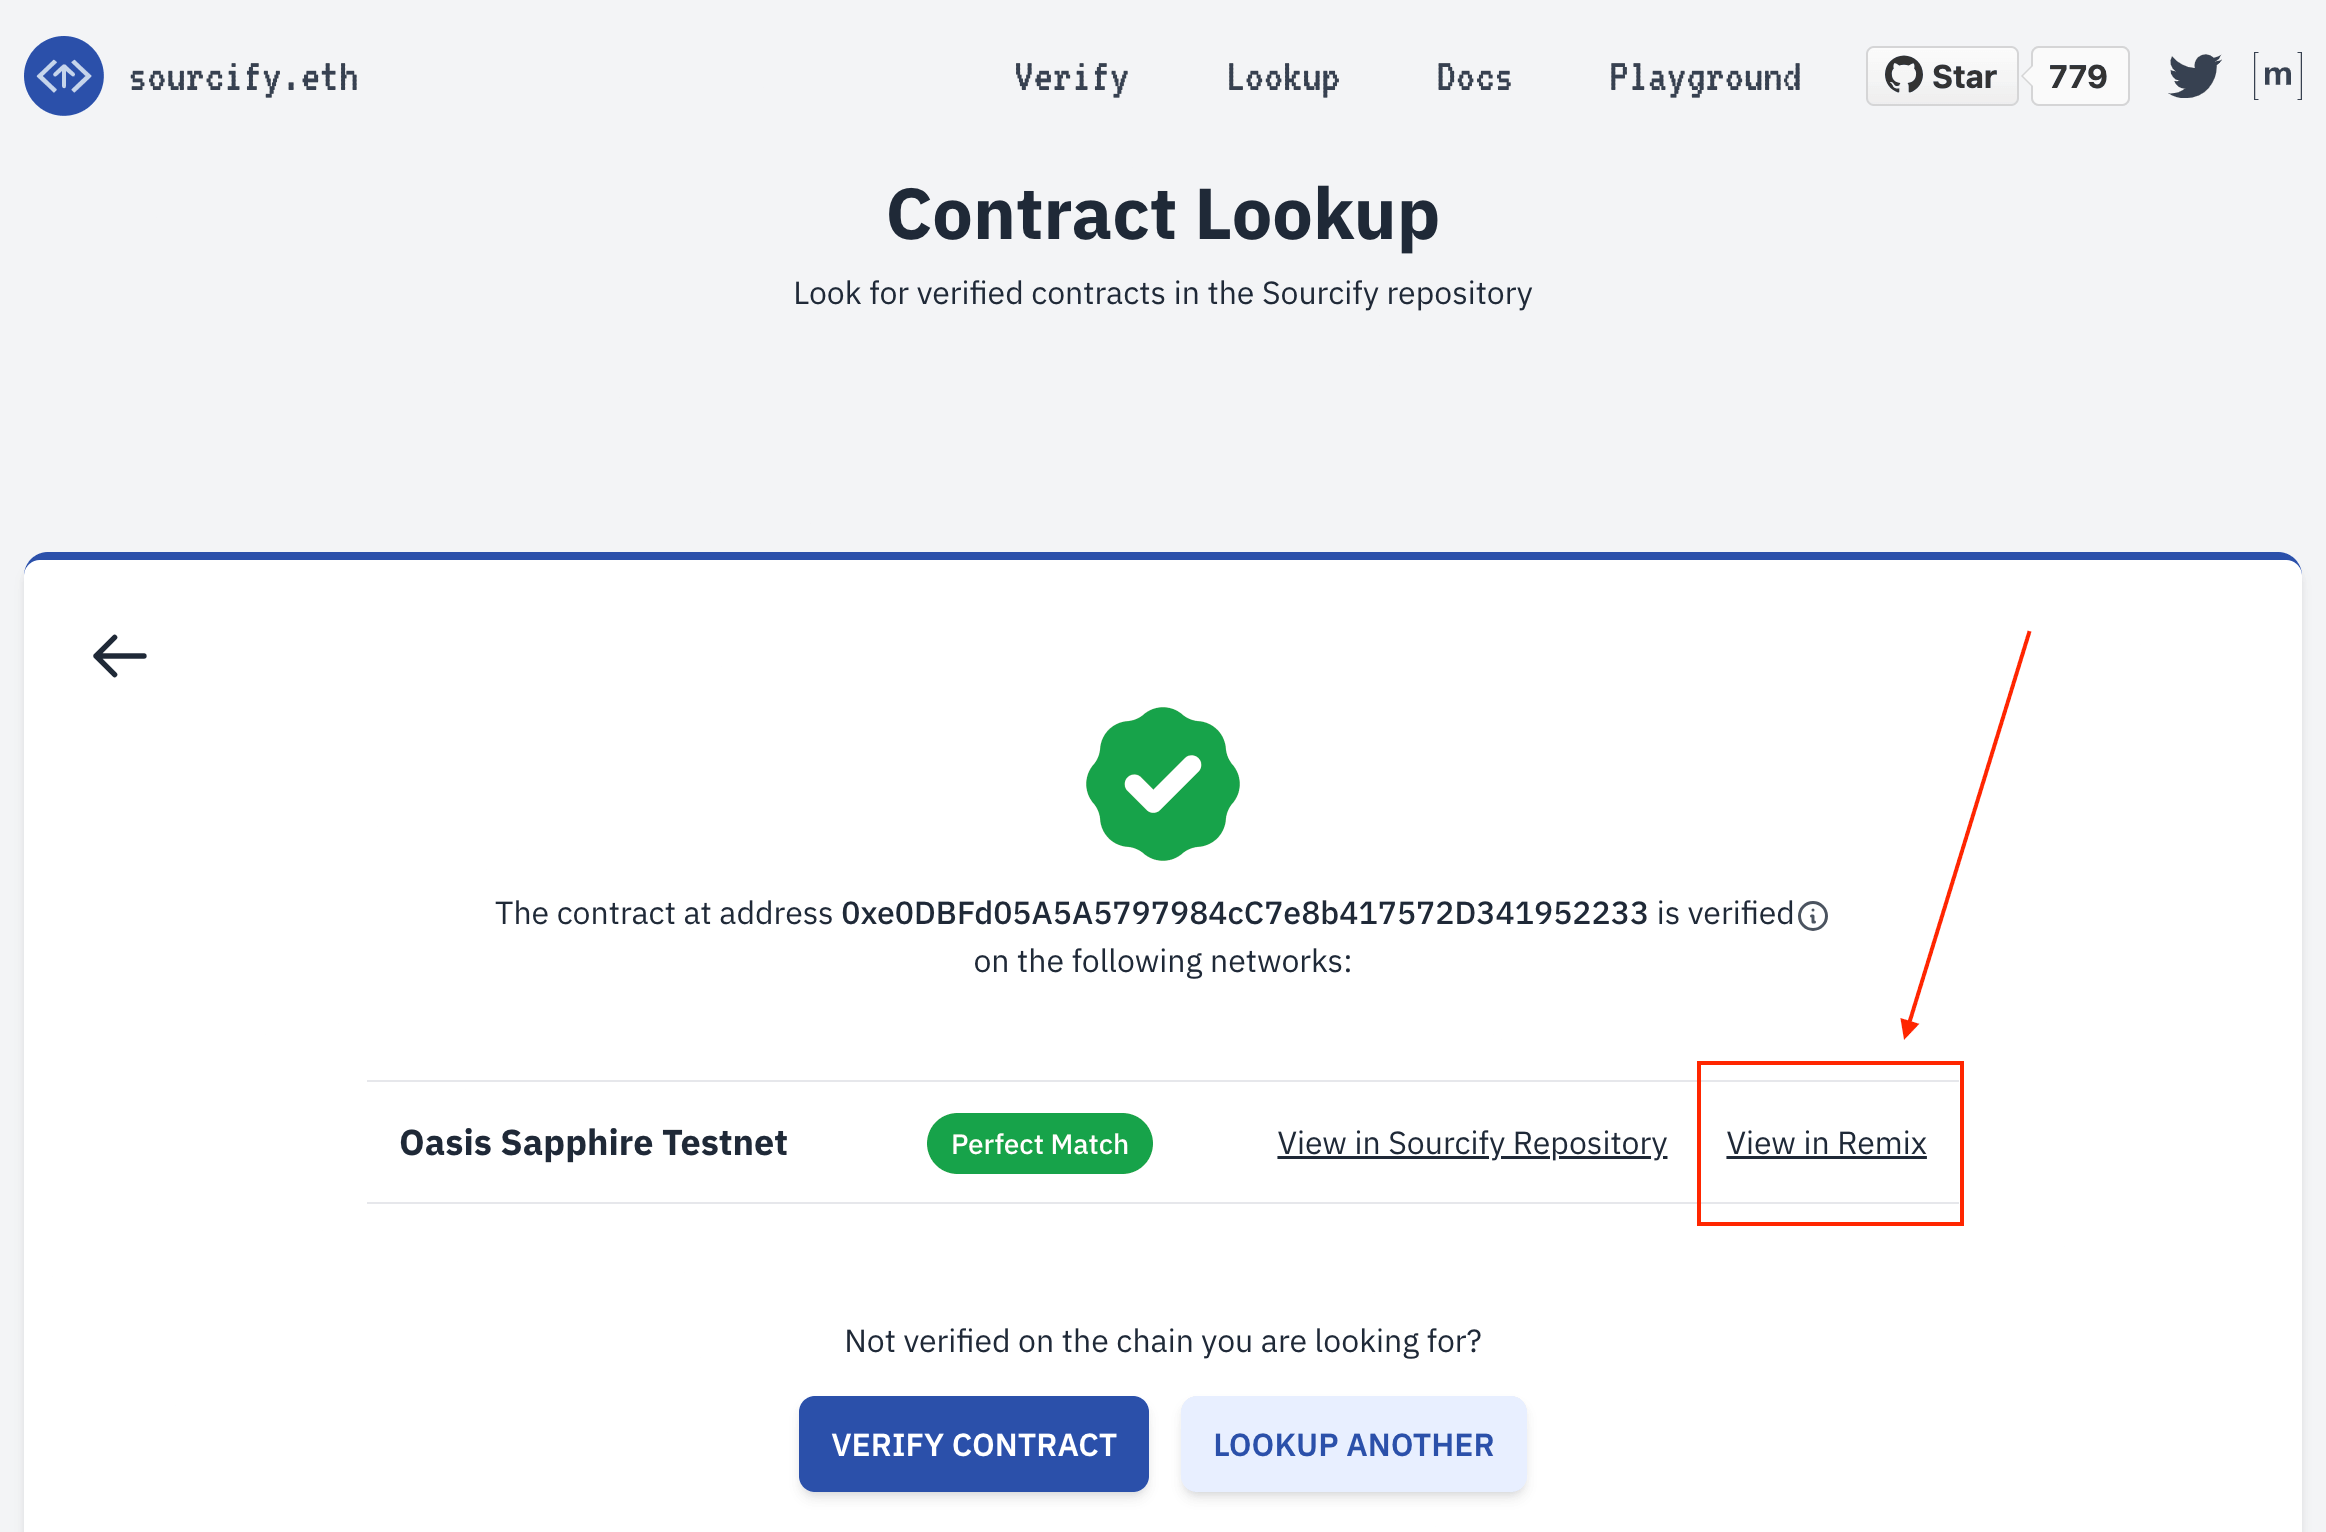 sourcify.eth Verify Lookup Docs Playground Star 779 [m]
Contract Lookup
Look for verified contracts in the Sourcify repository
The contract at address 0xe0DBFd05A5A5797984cC7e8b417572D341952233 is verified
on the following networks:
Oasis Sapphire Testnet Perfect Match View in Sourcify Repository View in Remix
Not verified on the chain you are looking for?
VERIFY CONTRACT LOOKUP ANOTHER